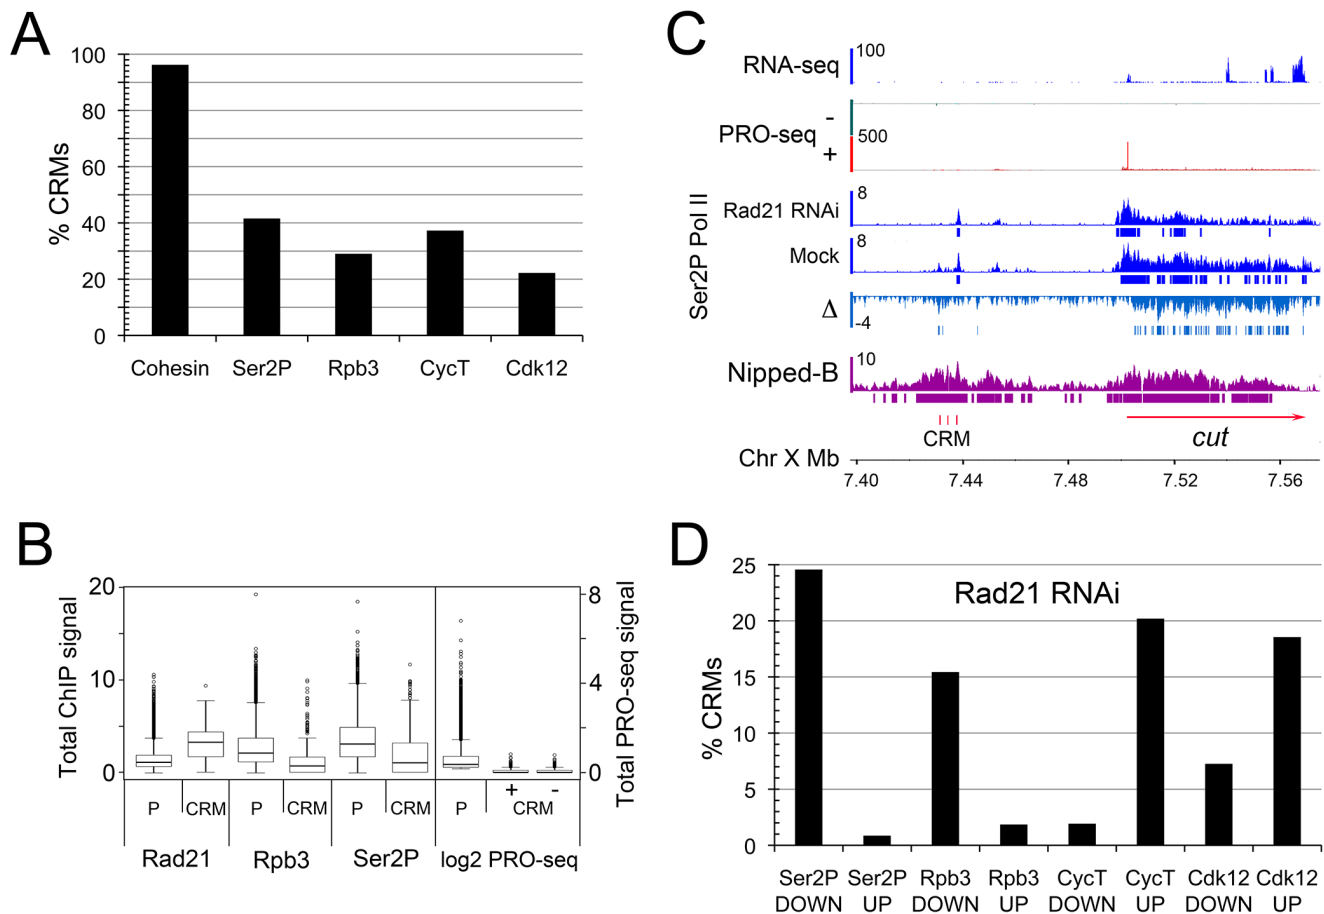 A
100
80
60
40
20
0
% CRMs
Cohesin Ser2P Rpb3 CycT Cdk12
B
20
10
0
Total ChIP signal
8
4
0
Total PRO-seq signal
P CRM P CRM P CRM P + - CRM
Rad21 Rpb3 Ser2P log2 PRO-seq
C
RNA-seq 100
PRO-seq - + 500
Ser2P Pol II
Rad21 RNAi 8
Mock 8
Δ -4
Nipped-B 10
CRM cut
Chr X Mb
7.40 7.44 7.48 7.52 7.56
D
Rad21 RNAi
25
20
15
10
5
0
% CRMs
Ser2P Ser2P Rpb3 Rpb3 CycT CycT Cdk12 Cdk12
DOWN UP DOWN UP DOWN UP DOWN UP